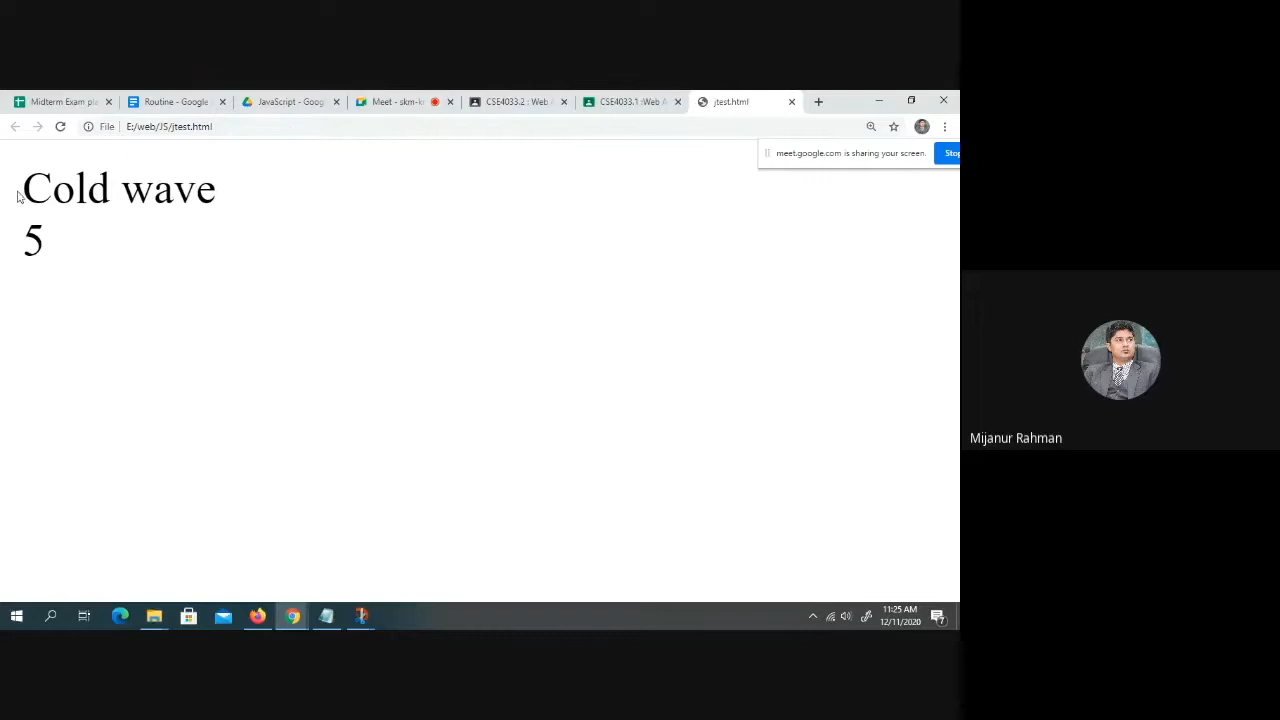 Midterm Exam pla
Routine - Google
JavaScript - Goog
Meet - skm-k
CSE4033.2 : Web A
CSE4033.1 :Web A
jtest.html
File
E:/web/JS/jtest.html
meet.google.com is sharing your screen.
Stop
Cold wave
5
Mijanur Rahman
11:25 AM
12/11/2020
7